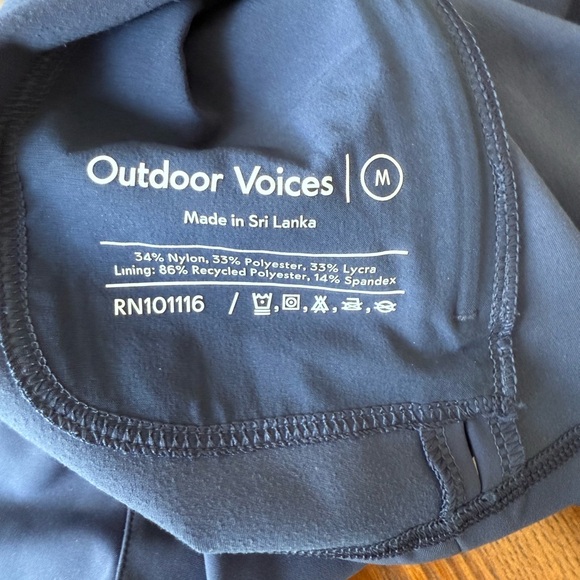 Outdoor Voices | M
Made in Sri Lanka
34% Nylon, 33% Polyester, 33% Lycra
Lining: 86% Recycled Polyester, 14% Spandex
RN101116 /